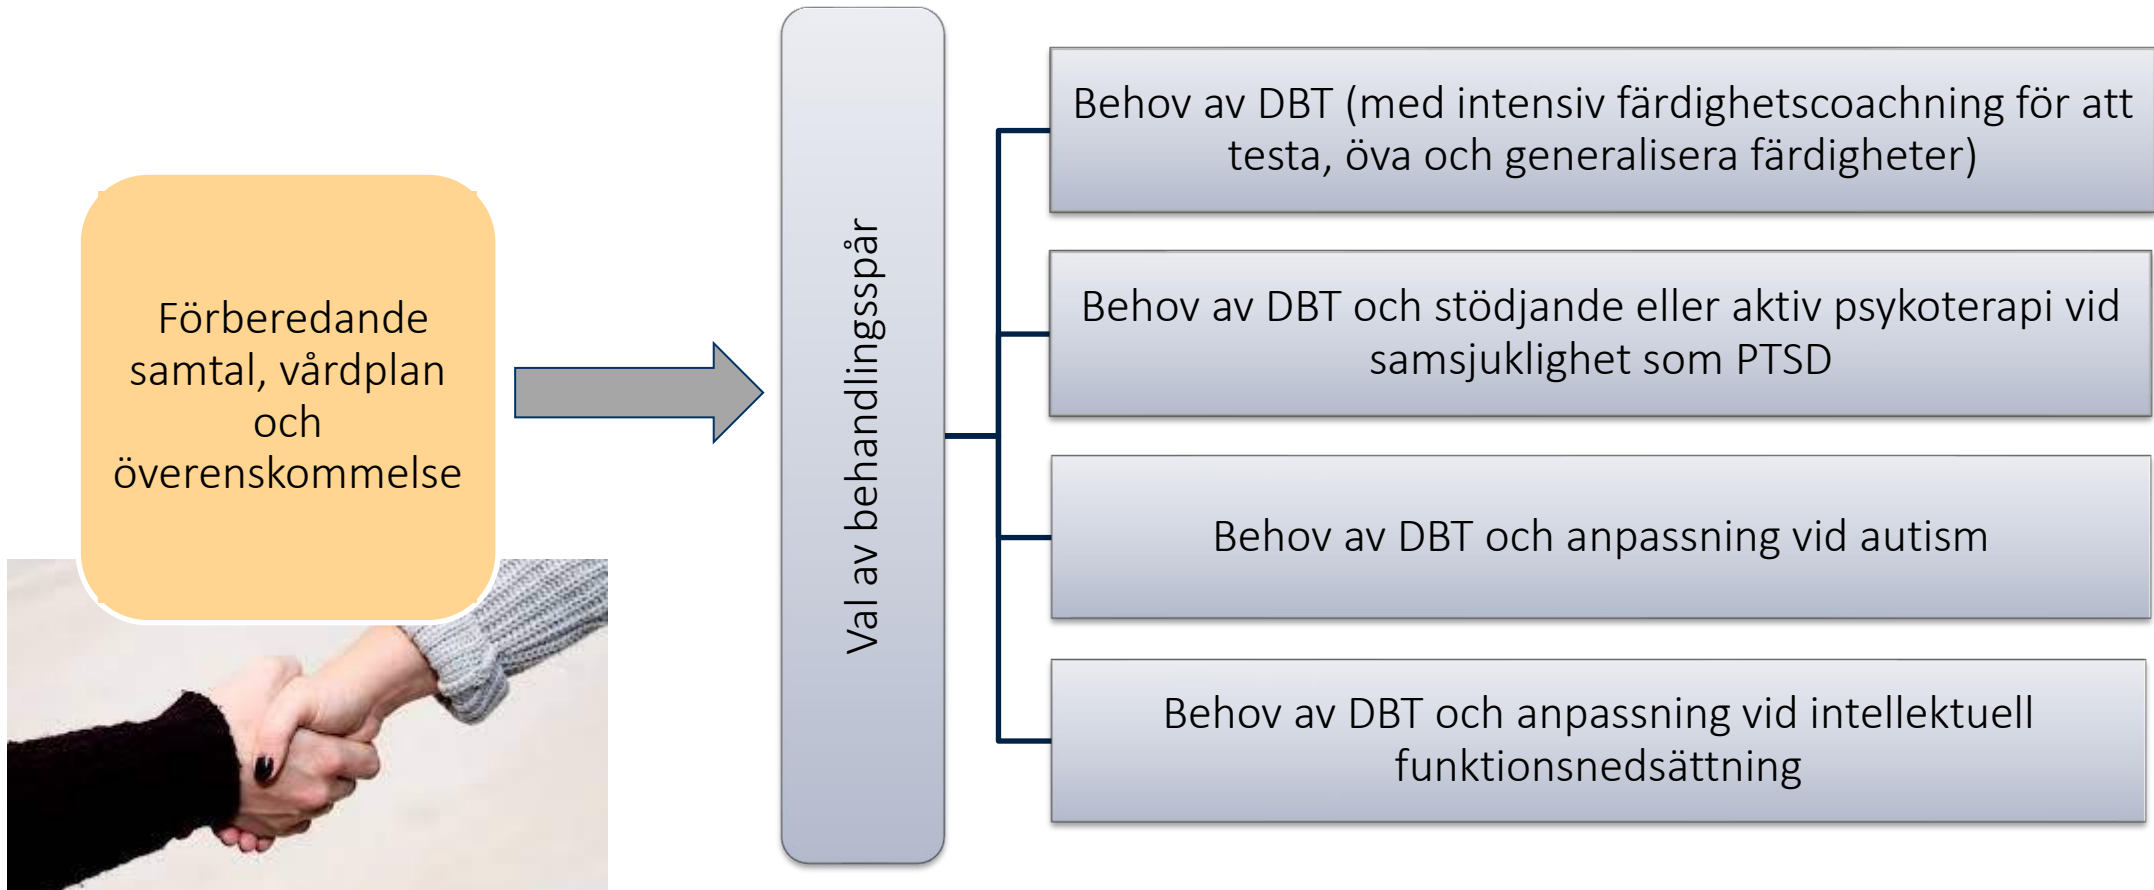 Förberedande
samtal, vårdplan
och
överenskommelse
Val av behandlingsspår
Behov av DBT (med intensiv färdighetscoachning för att
testa, öva och generalisera färdigheter)
Behov av DBT och stödjande eller aktiv psykoterapi vid
samsjuklighet som PTSD
Behov av DBT och anpassning vid autism
Behov av DBT och anpassning vid intellektuell
funktionsnedsättning